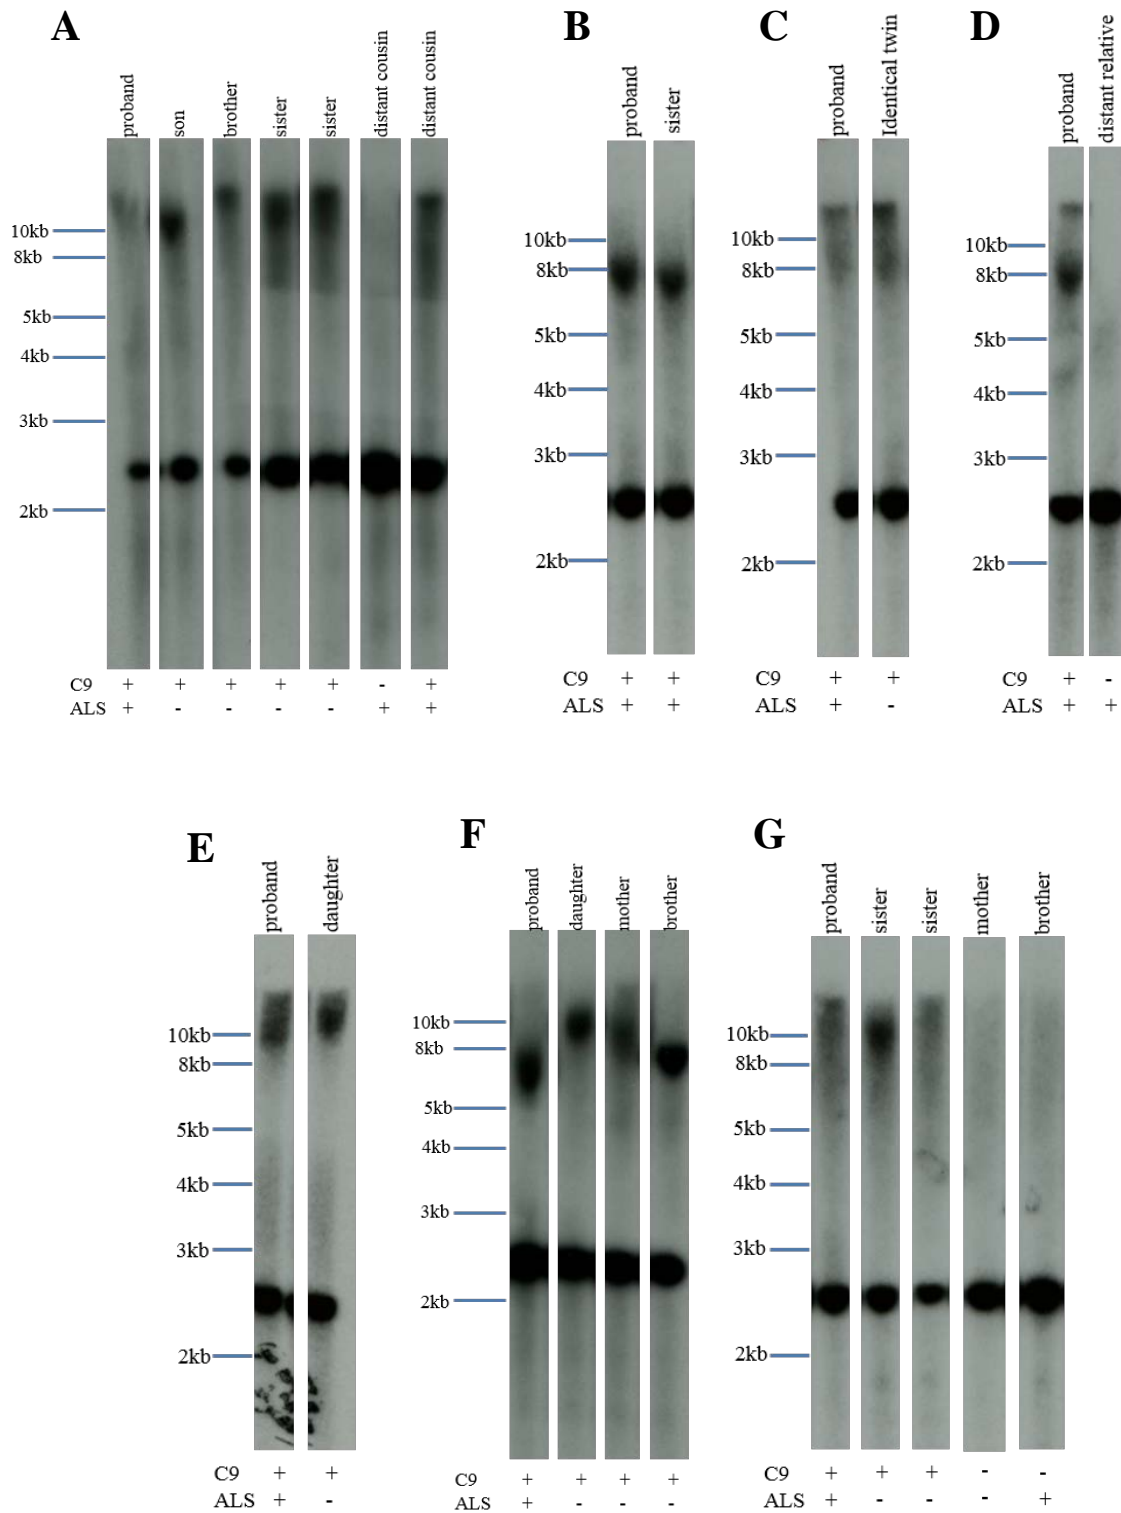 A
proband
son
brother
sister
sister
distant cousin
distant cousin
10kb
8kb
5kb
4kb
3kb
2kb
C9 + + + + + - +
ALS + - - - - + +
B
proband
sister
10kb
8kb
5kb
4kb
3kb
2kb
C9 + +
ALS + +
C
proband
Identical twin
10kb
8kb
5kb
4kb
3kb
2kb
C9 + +
ALS + -
D
proband
distant relative
10kb
8kb
5kb
4kb
3kb
2kb
C9 + -
ALS + +
E
proband
daughter
10kb
8kb
5kb
4kb
3kb
2kb
C9 + +
ALS + -
F
proband
daughter
mother
brother
10kb
8kb
5kb
4kb
3kb
2kb
C9 + + + +
ALS + - - -
G
proband
sister
sister
mother
brother
10kb
8kb
5kb
4kb
3kb
2kb
C9 + + + - -
ALS + - - - +